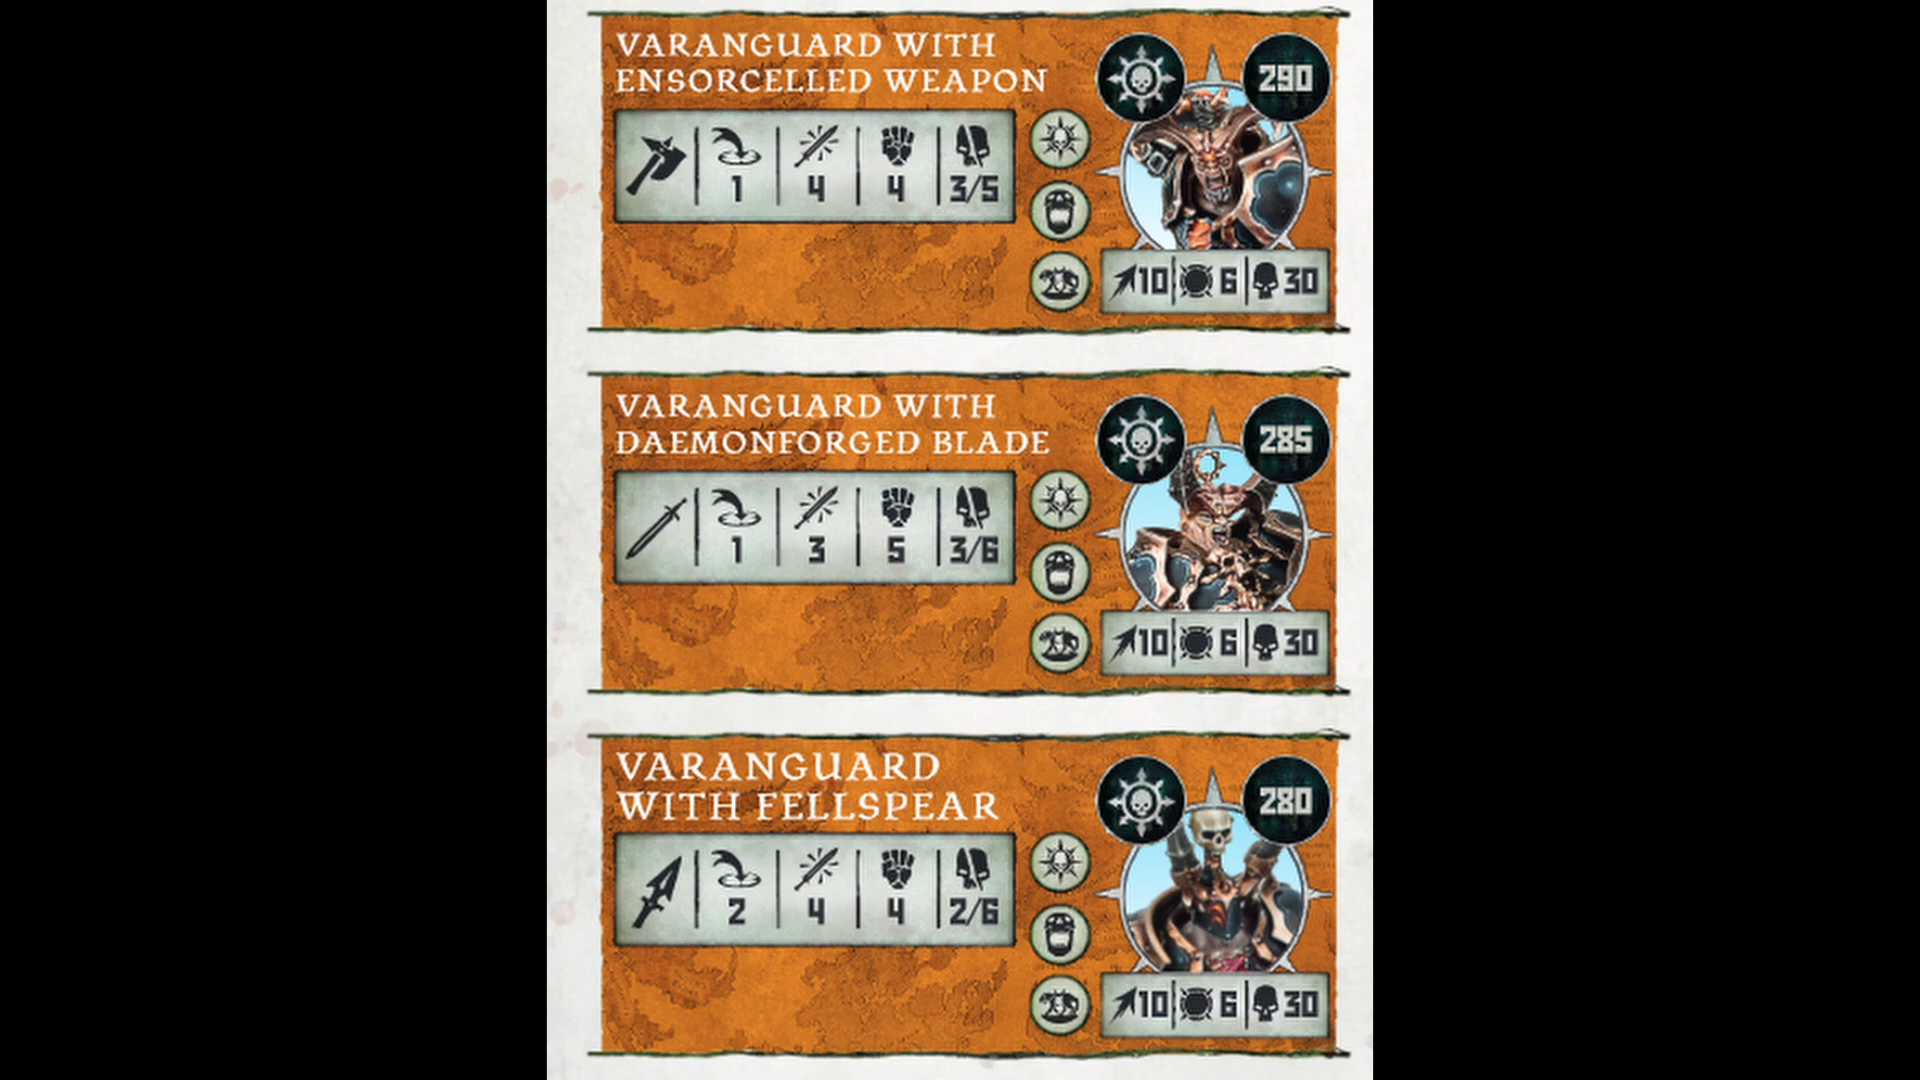 VARANGUARD WITH
ENSORCELLED WEAPON
290
1 4 4 3/5
10 6 30
VARANGUARD WITH
DAEMONFORGED BLADE
285
1 3 5 3/6
10 6 30
VARANGUARD
WITH FELLSPEAR
280
2 4 4 2/6
10 6 30